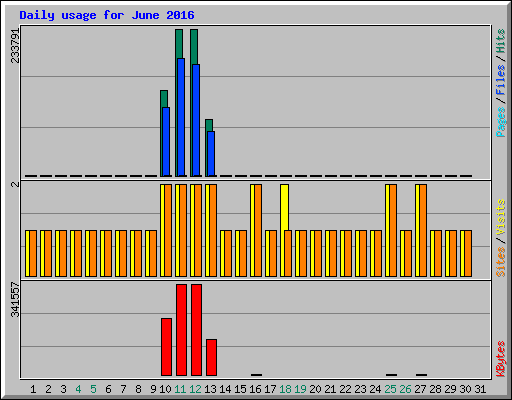 Daily usage for June 2016
233791
Pages/Files/Hits
2
Sites/Visits
341557
KBytes
1 2 3 4 5 6 7 8 9 10 11 12 13 14 15 16 17 18 19 20 21 22 23 24 25 26 27 28 29 30 31